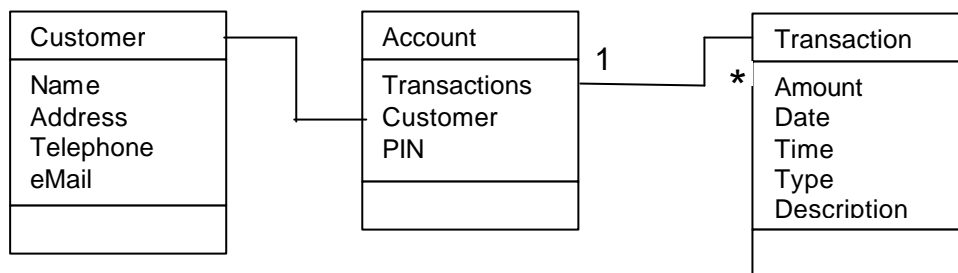 Customer
Name
Address
Telephone
eMail
Account
Transactions
Customer
PIN
1
*
Transaction
Amount
Date
Time
Type
Description